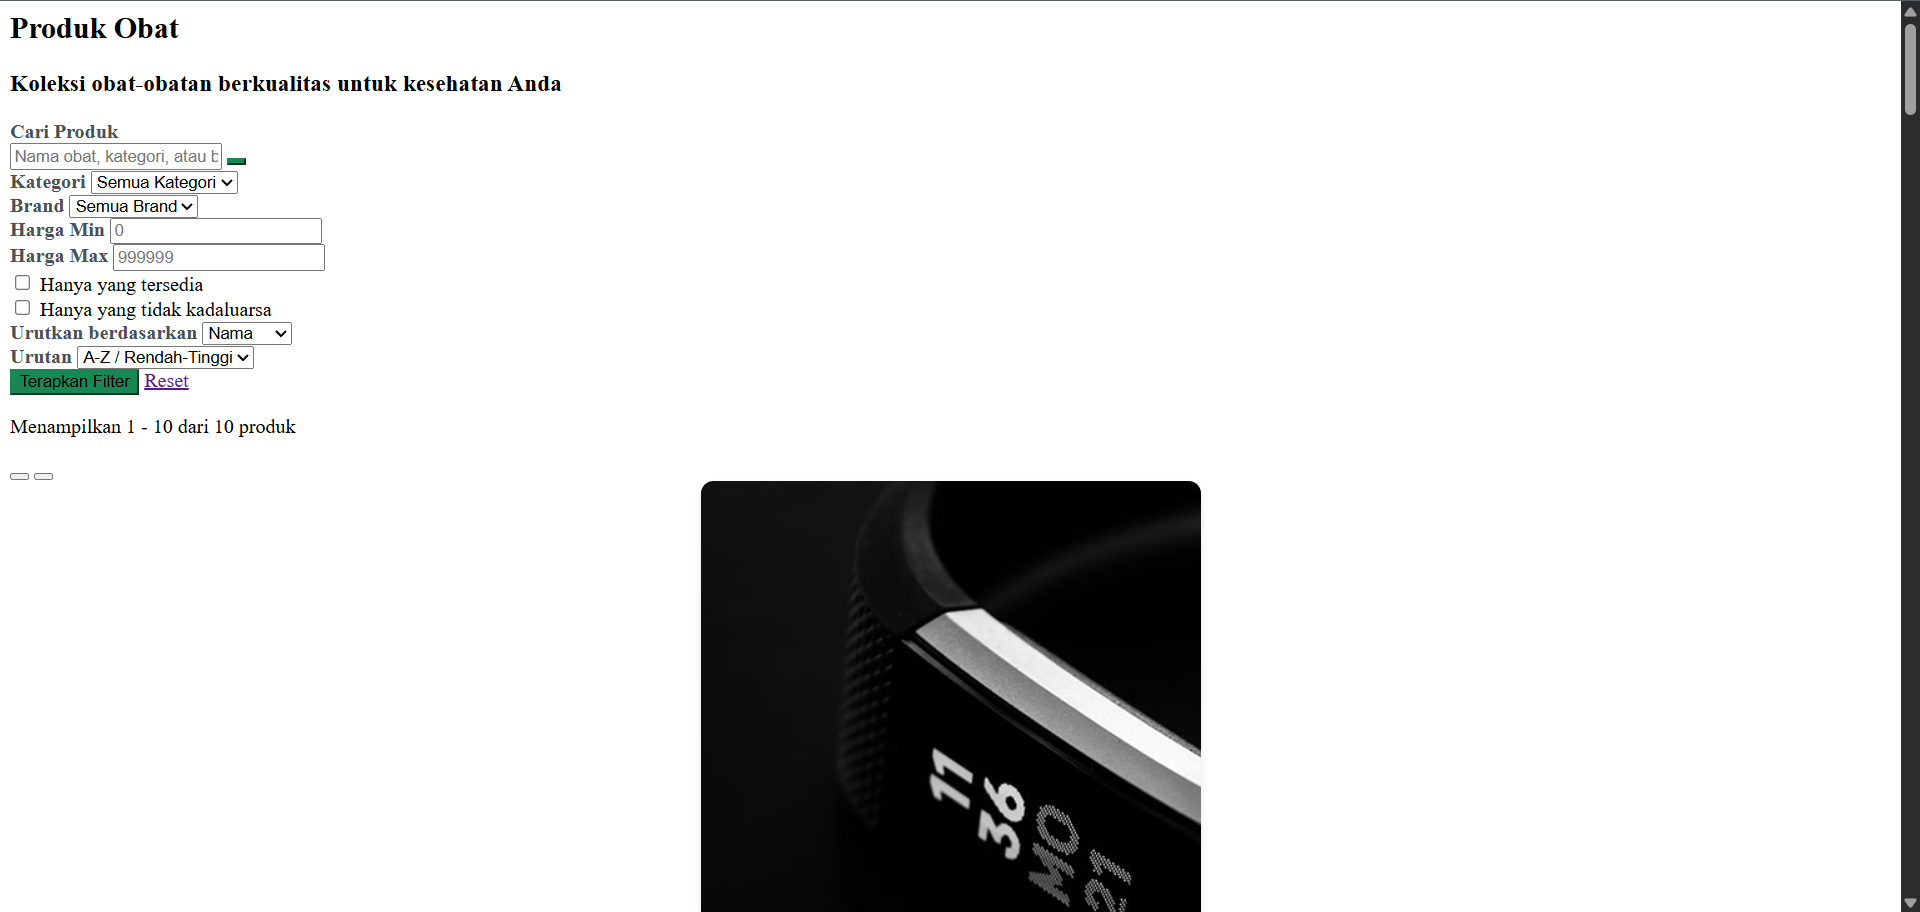 Produk Obat
Koleksi obat-obatan berkualitas untuk kesehatan Anda
Cari Produk
Nama obat, kategori, atau b
Kategori Semua Kategori
Brand Semua Brand
Harga Min 0
Harga Max 999999
Hanya yang tersedia
Hanya yang tidak kadaluarsa
Urutkan berdasarkan Nama
Urutan A-Z / Rendah-Tinggi
Terapkan Filter Reset
Menampilkan 1 - 10 dari 10 produk
11
36
MO
21